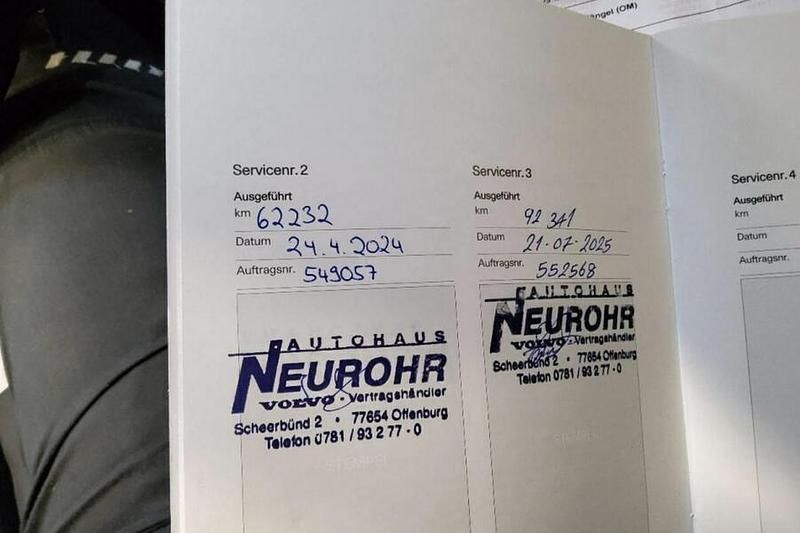 ngel (OM)
Servicenr. 2
Ausgeführt
km 62232
Datum 24.4.2024
Auftragsnr. 549057
AUTOHAUS
NEUROHR
VOLVO - Vertragshändler
Scheerbünd 2 • 77654 Offenburg
Telefon 0781 / 93 2 77 - 0
STEMPEL
Servicenr. 3
Ausgeführt
km 92 341
Datum 21-07-2025
Auftragsnr. 552568
AUTOHAUS
NEUROHR
VOLVO - Vertragshändler
Scheerbünd 2 • 77654 Offenburg
Telefon 0781 / 93 2 77 - 0
Servicenr. 4
Ausgeführt
km
Datum
Auftragsnr.